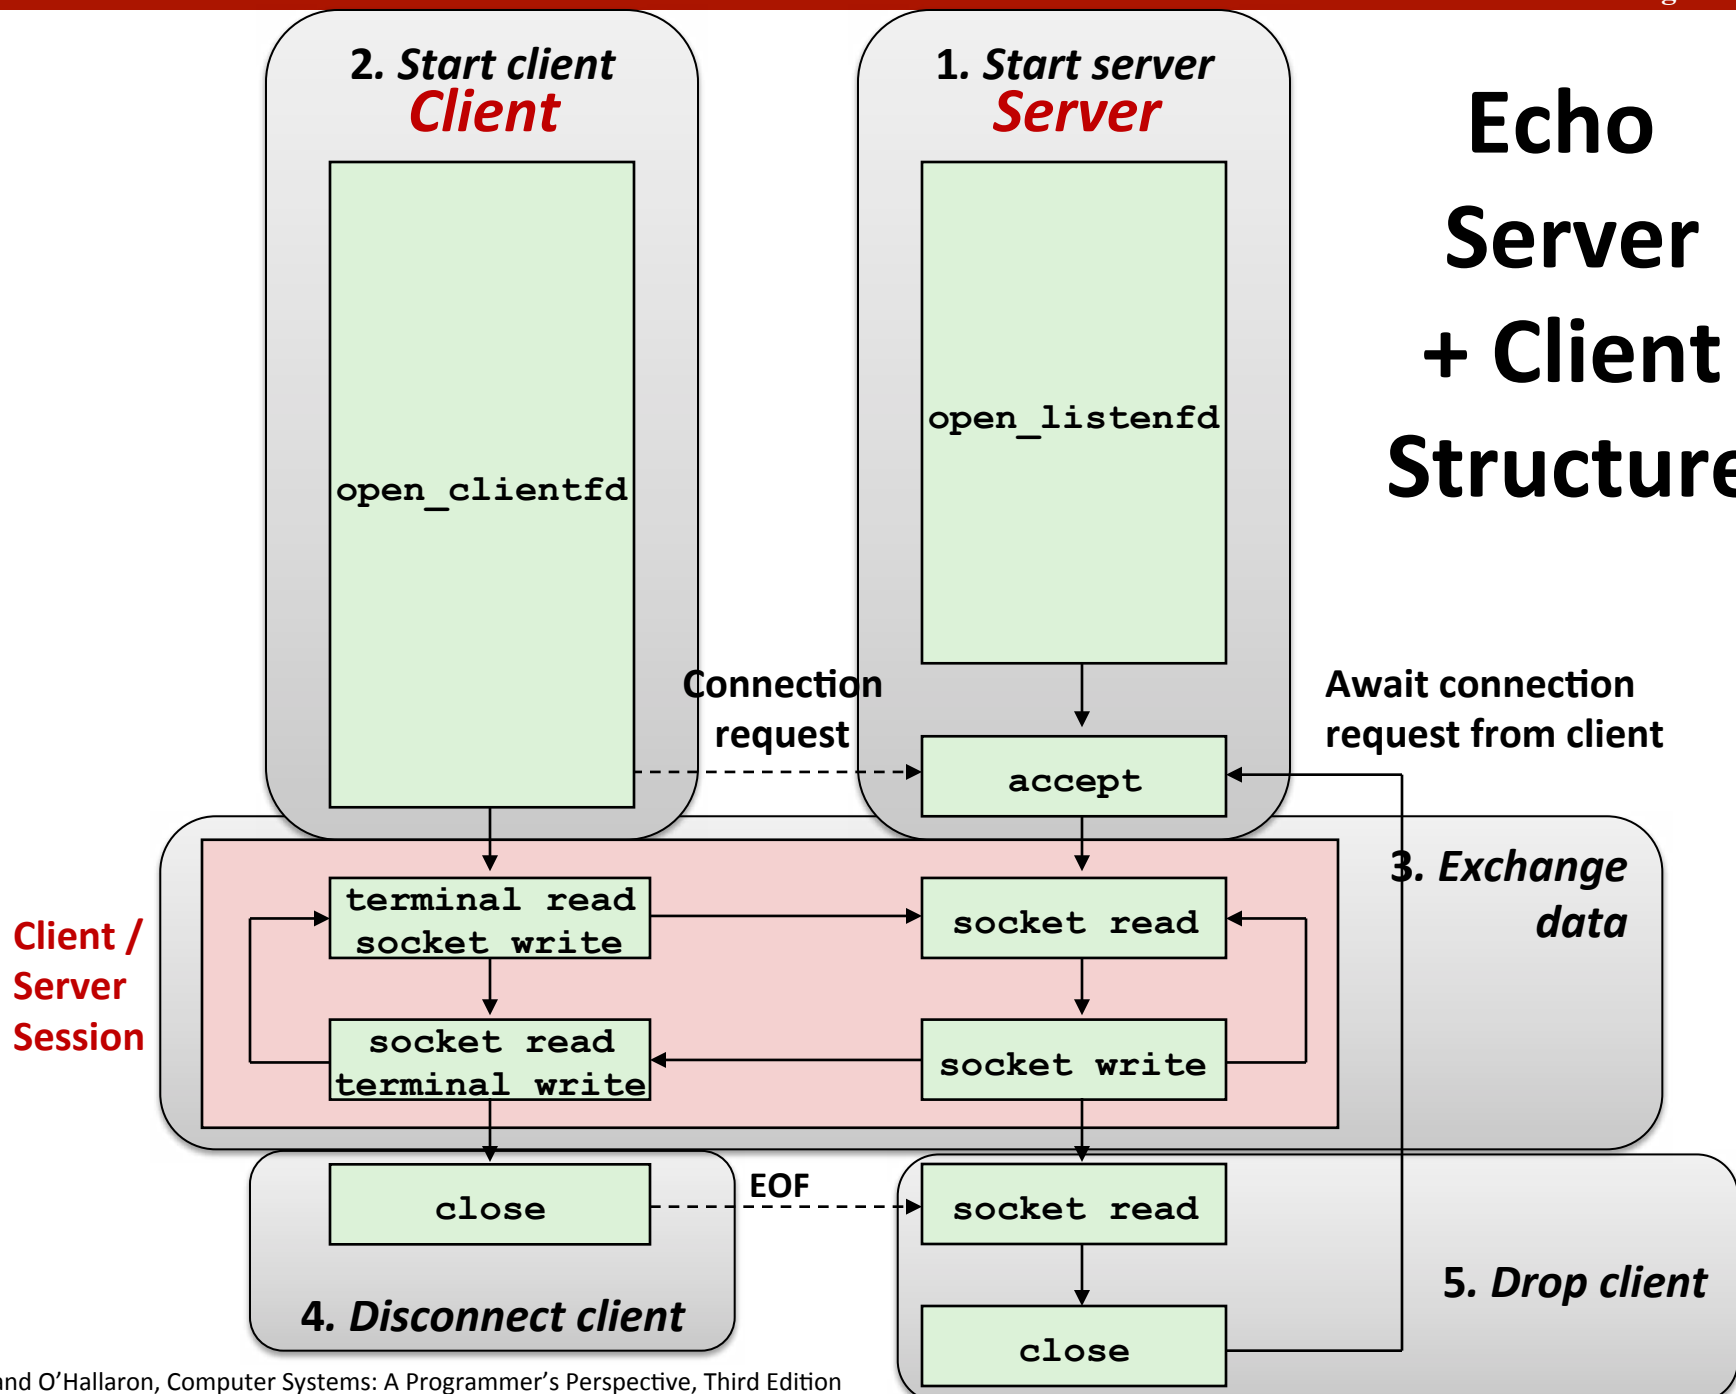 2. Start client
Client
1. Start server
Server
Echo
Server
+ Client
Structure
open_listenfd
open_clientfd
Connection
request
Await connection
request from client
accept
3. Exchange
data
Client /
Server
Session
terminal read
socket write
socket read
socket read
terminal write
socket write
close
EOF
socket read
4. Disconnect client
5. Drop client
close
and O'Hallaron, Computer Systems: A Programmer's Perspective, Third Edition